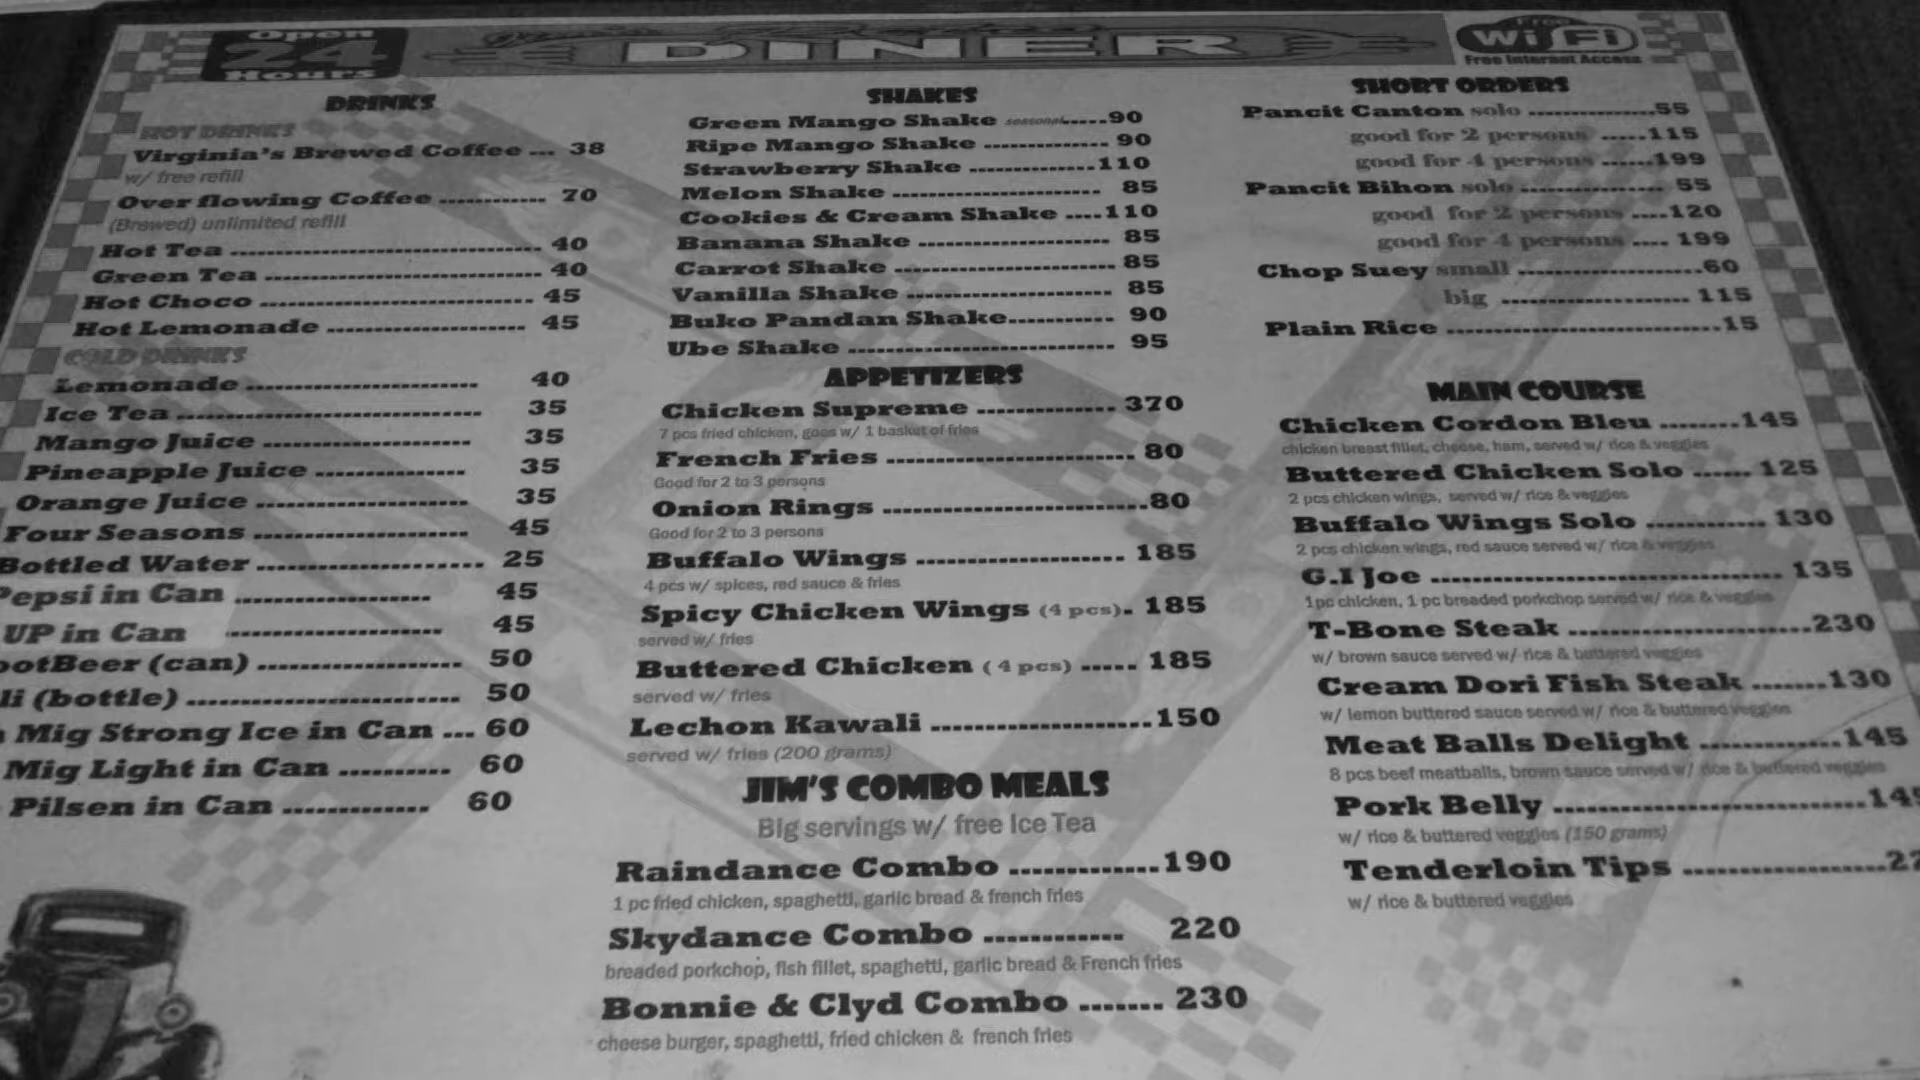 Open
24
Hours
DINER
Free
WiFi
Free Internet Access
DRINKS
HOT DRINKS
Virginia's Brewed Coffee ... 38
w/ free refill
Over flowing Coffee ............ 70
(Brewed) unlimited refill
Hot Tea ................................... 40
Green Tea ............................... 40
Hot Choco ............................... 45
Hot Lemonade ...................... 45
COLD DRINKS
Lemonade .......................... 40
Ice Tea .................................. 35
Mango Juice ....................... 35
Pineapple Juice ................. 35
Orange Juice ........................ 35
Four Seasons ........................ 45
Bottled Water ......................... 25
Pepsi in Can ...................... 45
UP in Can ........................ 45
ootBeer (can) ....................... 50
li (bottle) .............................. 50
Mig Strong Ice in Can ... 60
Mig Light in Can .......... 60
Pilsen in Can ............. 60
SHAKES
Green Mango Shake seasonal......90
Ripe Mango Shake .............. 90
Strawberry Shake ..............110
Melon Shake ....................... 85
Cookies & Cream Shake ....110
Banana Shake ..................... 85
Carrot Shake ........................ 85
Vanilla Shake ...................... 85
Buko Pandan Shake............ 90
Ube Shake ............................. 95
APPETIZERS
Chicken Supreme .............. 370
7 pcs fried chicken, goes w/ 1 basket of fries
French Fries ......................... 80
Good for 2 to 3 persons
Onion Rings ..........................80
Good for 2 to 3 persons
Buffalo Wings ..................... 185
4 pcs w/ spices, red sauce & fries
Spicy Chicken Wings (4 pcs). 185
served w/ fries
Buttered Chicken ( 4 pcs) ..... 185
served w/ fries
Lechon Kawali ....................150
served w/ fries (200 grams)
JIM'S COMBO MEALS
Big servings w/ free Ice Tea
Raindance Combo ............190
1 pc fried chicken, spaghetti, garlic bread & french fries
Skydance Combo ............ 220
breaded porkchop, fish fillet, spaghetti, garlic bread & French fries
Bonnie & Clyd Combo ....... 230
cheese burger, spaghetti, fried chicken & french fries
SHORT ORDERS
Pancit Canton solo ..............55
good for 2 persons .....115
good for 4 persons ......199
Pancit Bihon solo .................. 55
good for 2 persons ....120
good for 4 persons .... 199
Chop Suey small ....................60
big .................... 115
Plain Rice ..............................15
MAIN COURSE
Chicken Cordon Bleu ........145
chicken breast fillet, cheese, ham, served w/ rice & veggies
Buttered Chicken Solo ...... 125
2 pcs chicken wings, served w/ rice & veggies
Buffalo Wings Solo ............ 130
2 pcs chicken wings, red sauce served w/ rice & veggies
G.I Joe ................................... 135
1pc chicken, 1 pc breaded porkchop served w/ rice & veggies
T-Bone Steak ........................230
w/ brown sauce served w/ rice & buttered veggies
Cream Dori Fish Steak .......130
w/ lemon buttered sauce served w/ rice & buttered veggies
Meat Balls Delight .............145
8 pcs beef meatballs, brown sauce served w/ rice & buttered veggies
Pork Belly ..............................145
w/ rice & buttered veggies (150 grams)
Tenderloin Tips ...................
w/ rice & buttered veggies